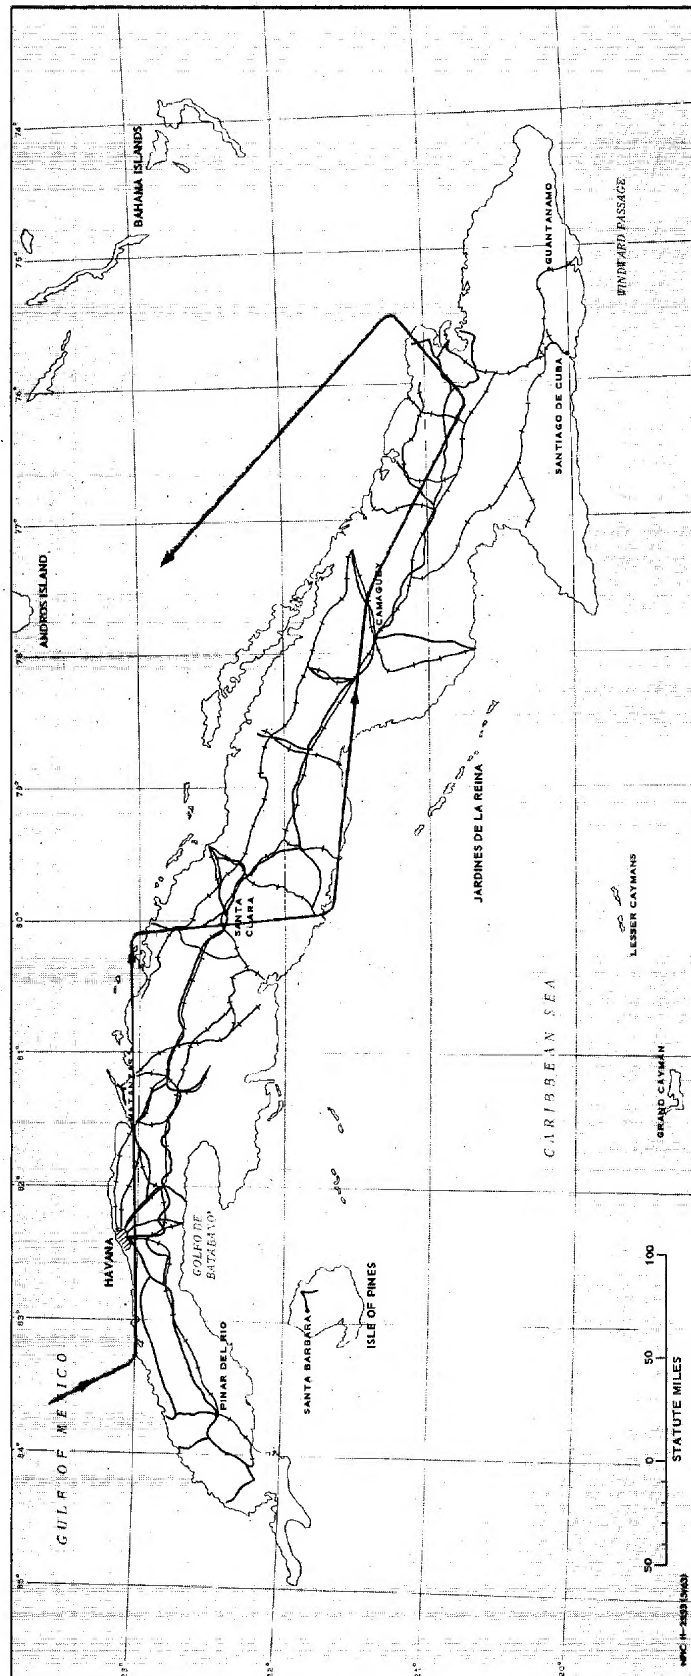 GULF OF MEXICO
HAVANA
MATANZAS
ANDROS ISLAND
BAHAMA ISLANDS
85°
84°
83°
82°
81°
80°
79°
78°
77°
76°
75°
74°
23°
22°
21°
20°
PINAR DEL RIO
GOLFO DE
BATABANO
SANTA BARBARA
ISLE OF PINES
SANTA
CLARA
CAMAGUEY
JARDINES DE LA REINA
SANTIAGO DE CUBA
GUANTANAMO
WINDWARD PASSAGE
CARIBBEAN SEA
GRAND CAYMAN
LESSER CAYMANS
50 0 50 100
STATUTE MILES